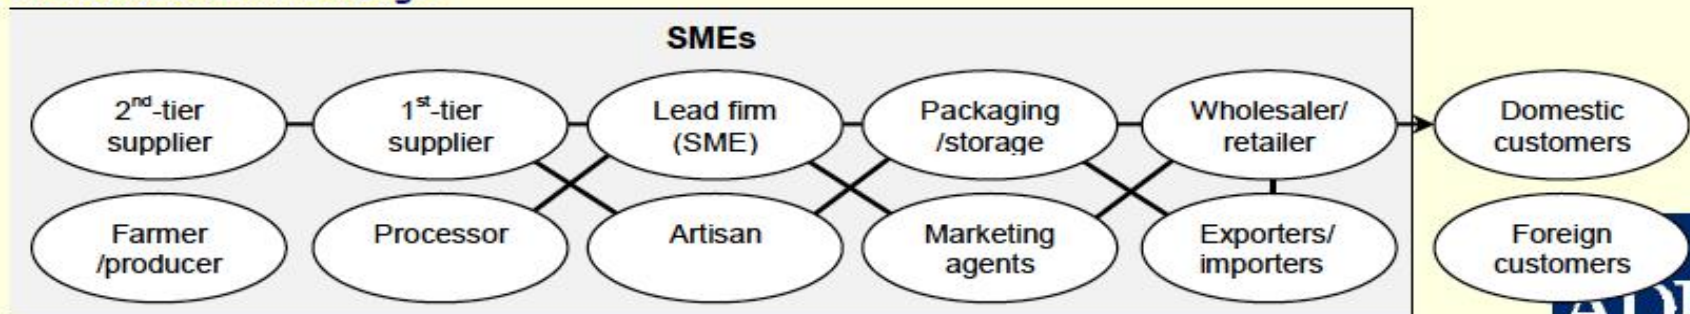 SMEs
2nd-tier
supplier
1st-tier
supplier
Lead firm
(SME)
Packaging
/storage
Wholesaler/
retailer
Domestic
customers
Farmer
/producer
Processor
Artisan
Marketing
agents
Exporters/
importers
Foreign
customers